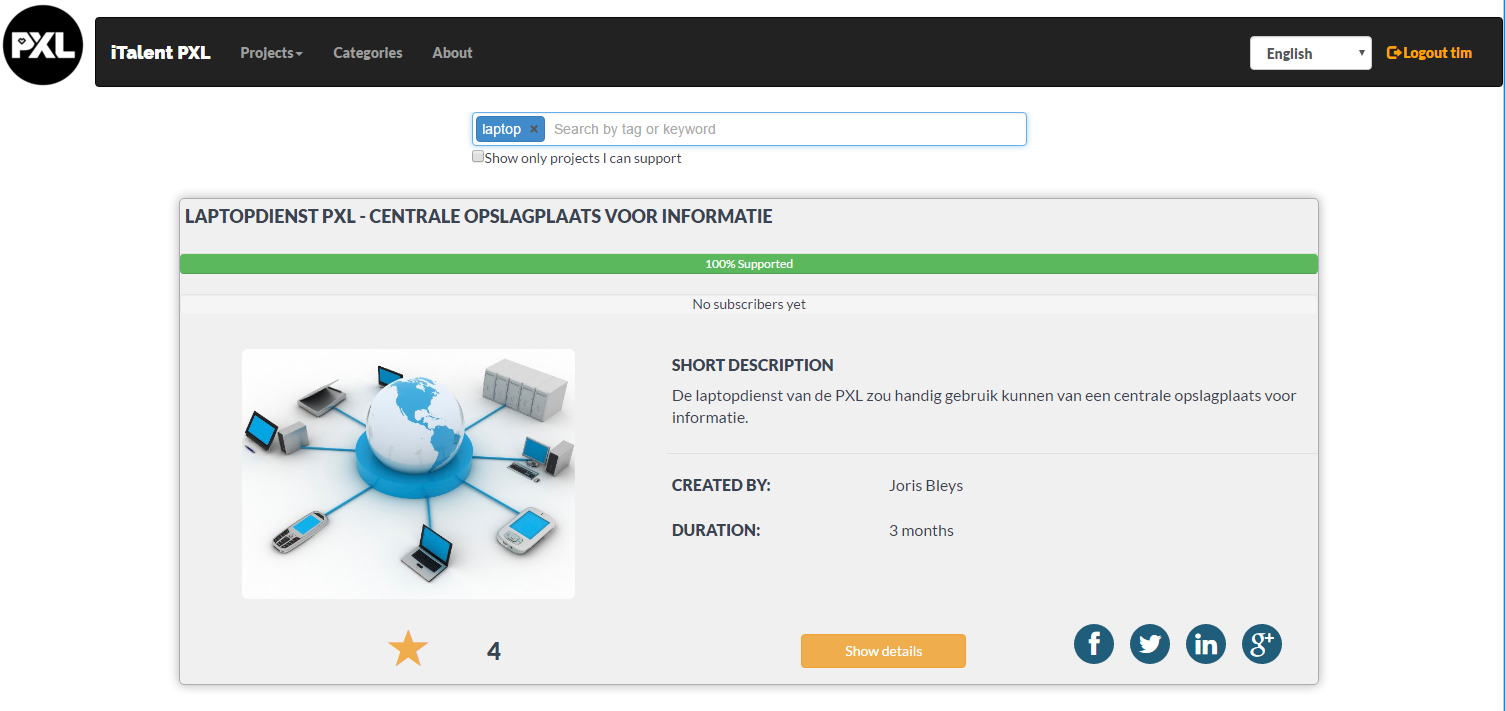 PXL
iTalent PXL Projects Categories About English Logout tim
laptop × Search by tag or keyword
Show only projects I can support
LAPTOPDIENST PXL - CENTRALE OPSLAGPLAATS VOOR INFORMATIE
100% Supported
No subscribers yet
SHORT DESCRIPTION
De laptopdienst van de PXL zou handig gebruik kunnen van een centrale opslagplaats voor
informatie.
CREATED BY: Joris Bleys
DURATION: 3 months
4 Show details f in g+